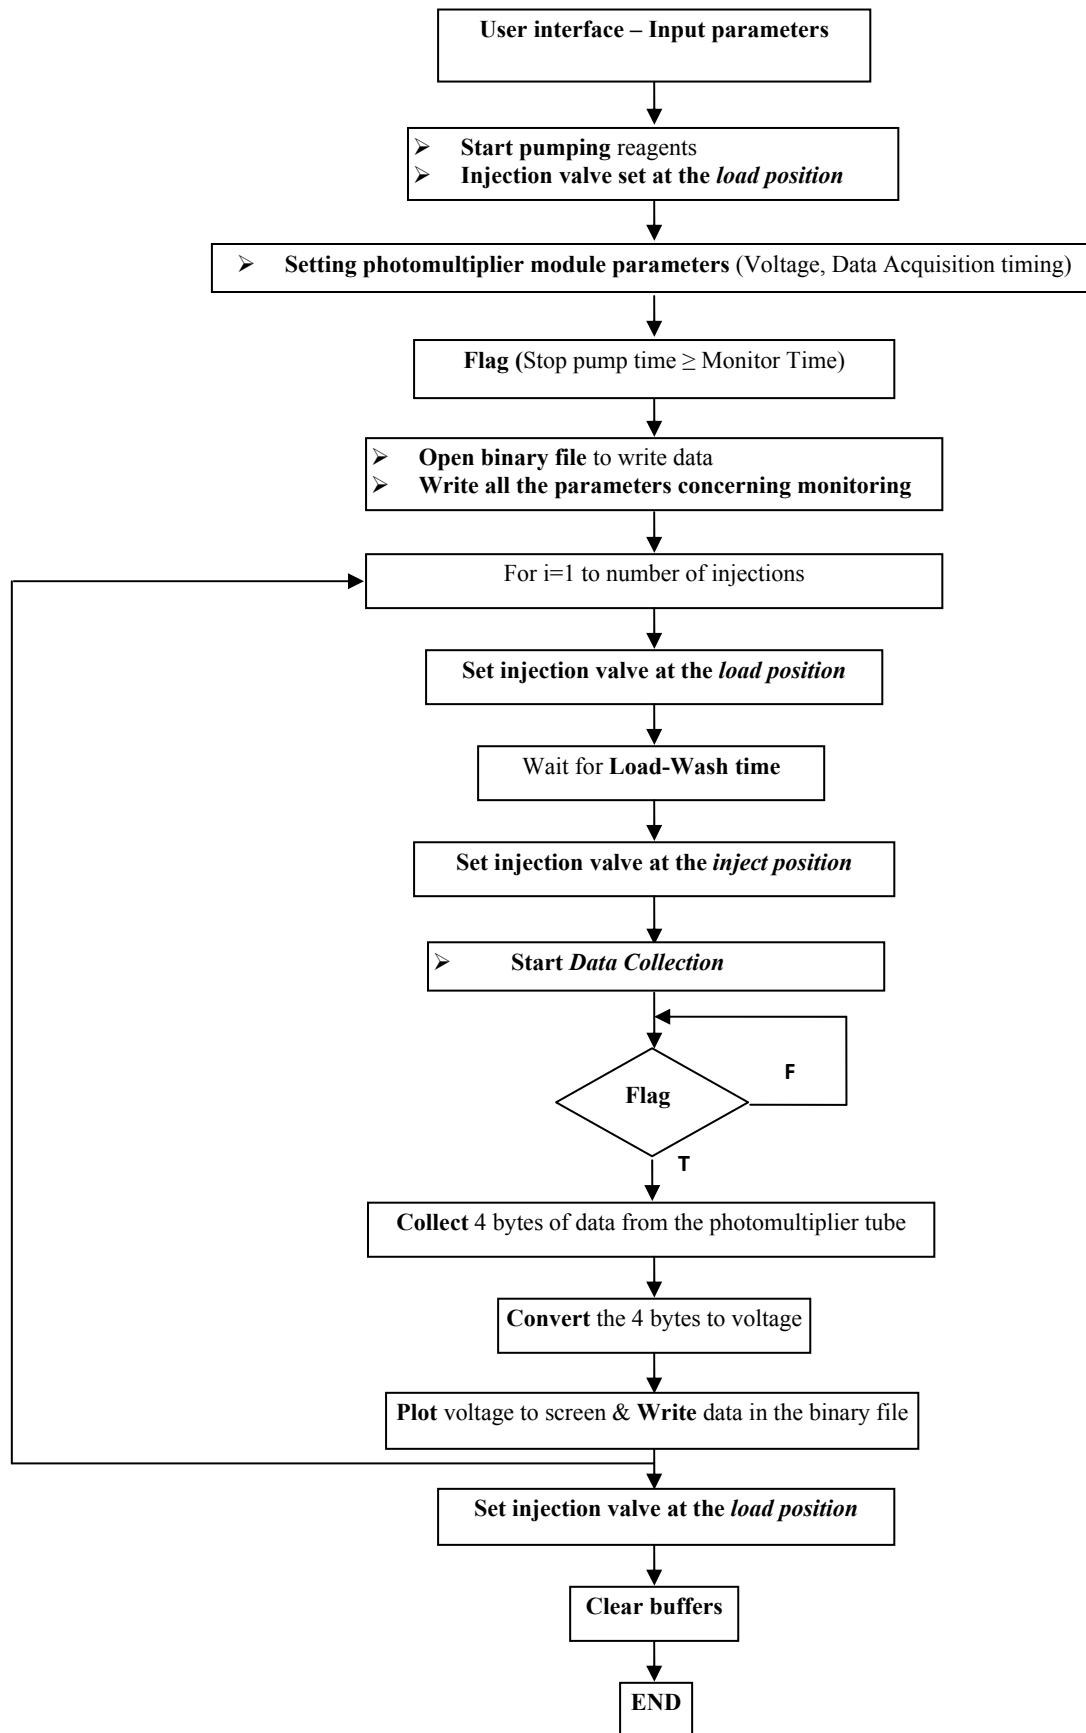 User interface – Input parameters
➢ Start pumping reagents
➢ Injection valve set at the load position
➢ Setting photomultiplier module parameters (Voltage, Data Acquisition timing)
Flag (Stop pump time ≥ Monitor Time)
➢ Open binary file to write data
➢ Write all the parameters concerning monitoring
For i=1 to number of injections
Set injection valve at the load position
Wait for Load-Wash time
Set injection valve at the inject position
➢ Start Data Collection
Flag
F
T
Collect 4 bytes of data from the photomultiplier tube
Convert the 4 bytes to voltage
Plot voltage to screen & Write data in the binary file
Set injection valve at the load position
Clear buffers
END